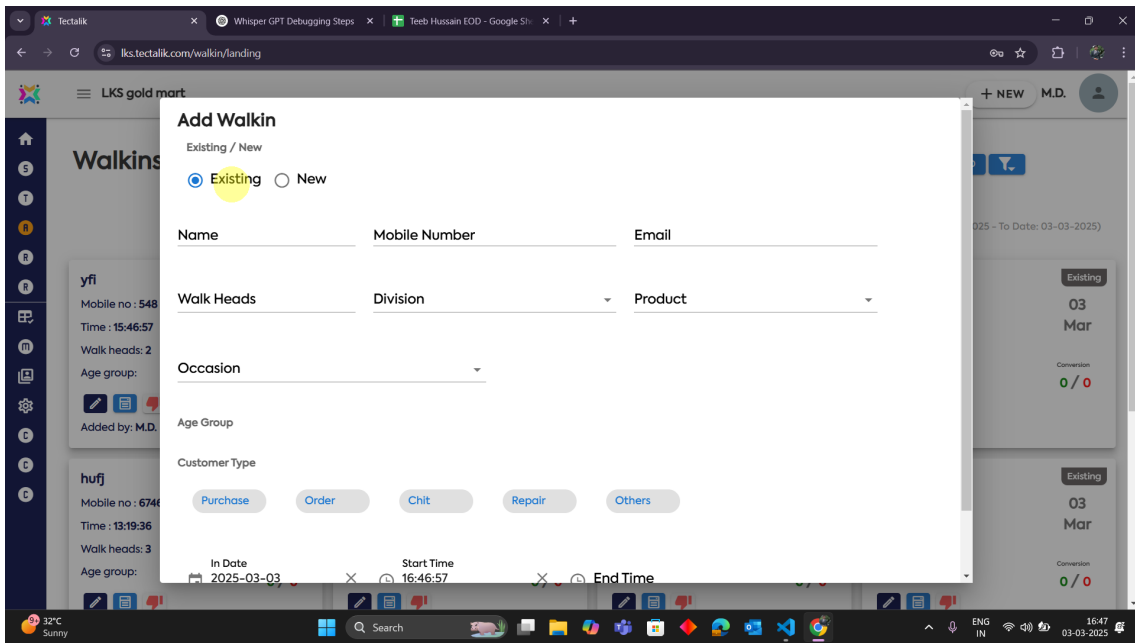 Tectalik
Whisper GPT Debugging Steps
Teeb Hussain EOD - Google Sh
lks.tectalik.com/walkin/landing
LKS gold mart
NEW M.D.
Walkins
Add Walkin
Existing / New
Existing New
025 - To Date: 03-03-2025)
Name Mobile Number Email
Walk Heads Division Product
Occasion
Age Group
Customer Type
Purchase Order Chit Repair Others
In Date Start Time
2025-03-03 16:46:57 End Time
S
T
R
R
R
m
C
C
C
yfi
Mobile no : 548
Time : 15:46:57
Walk heads: 2
Age group:
Added by: M.D.
Existing
03
Mar
Conversion
0 / 0
hufj
Mobile no : 6746
Time : 13:19:36
Walk heads: 3
Age group:
Existing
03
Mar
Conversion
0 / 0
9+
32°C
Sunny
Search
ENG
IN
16:47
03-03-2025